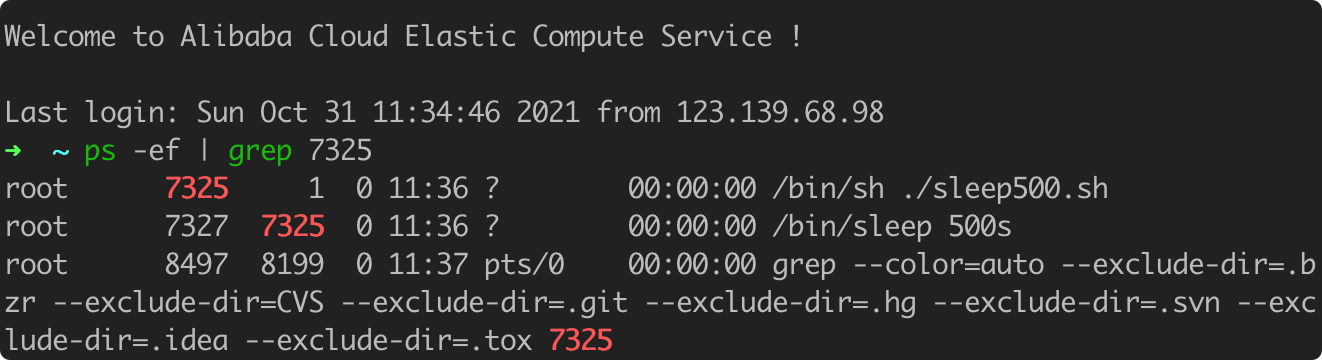 Welcome to Alibaba Cloud Elastic Compute Service !
Last login: Sun Oct 31 11:34:46 2021 from 123.139.68.98
➜  ~ ps -ef | grep 7325
root      7325     1  0 11:36 ?        00:00:00 /bin/sh ./sleep500.sh
root      7327  7325  0 11:36 ?        00:00:00 /bin/sleep 500s
root      8497  8199  0 11:37 pts/0    00:00:00 grep --color=auto --exclude-dir=.b
zr --exclude-dir=CVS --exclude-dir=.git --exclude-dir=.hg --exclude-dir=.svn --exc
lude-dir=.idea --exclude-dir=.tox 7325